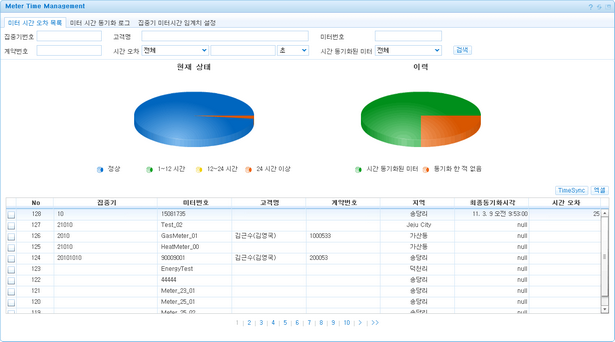 Meter Time Management
미터 시간 오차 목록 미터 시간 동기화 로그 집중기 미터시간 임계치 설정
집중기번호 고객명 미터번호
계약번호 시간 오차 전체 초 시간 동기화된 미터 전체 검색
현재 상태 이력
정상 1~12 시간 12~24 시간 24 시간 이상 시간 동기화된 미터 동기화 한 적 없음
TimeSync 엑셀
No 집중기 미터번호 고객명 계약번호 지역 최종동기화시각 시간 오차
128 10 15081735 송달리 11. 3. 9 오전 9:53:00 25
127 21010 Test_02 Jeju City null
126 2010 GasMeter_01 김근수(김영국) 1000533 가산동 null
125 21010 HeatMeter_00 가산동 null
124 20101010 90009001 김근수(김영국) 200053 송달리 null
123 EnergyTest 덕천리 null
122 44444 송달리 null
121 Meter_23_01 송달리 null
120 Meter_25_01 송달리 null
119 Meter_25_02 송달리 null
1 | 2 | 3 | 4 | 5 | 6 | 7 | 8 | 9 | 10 | > | >>